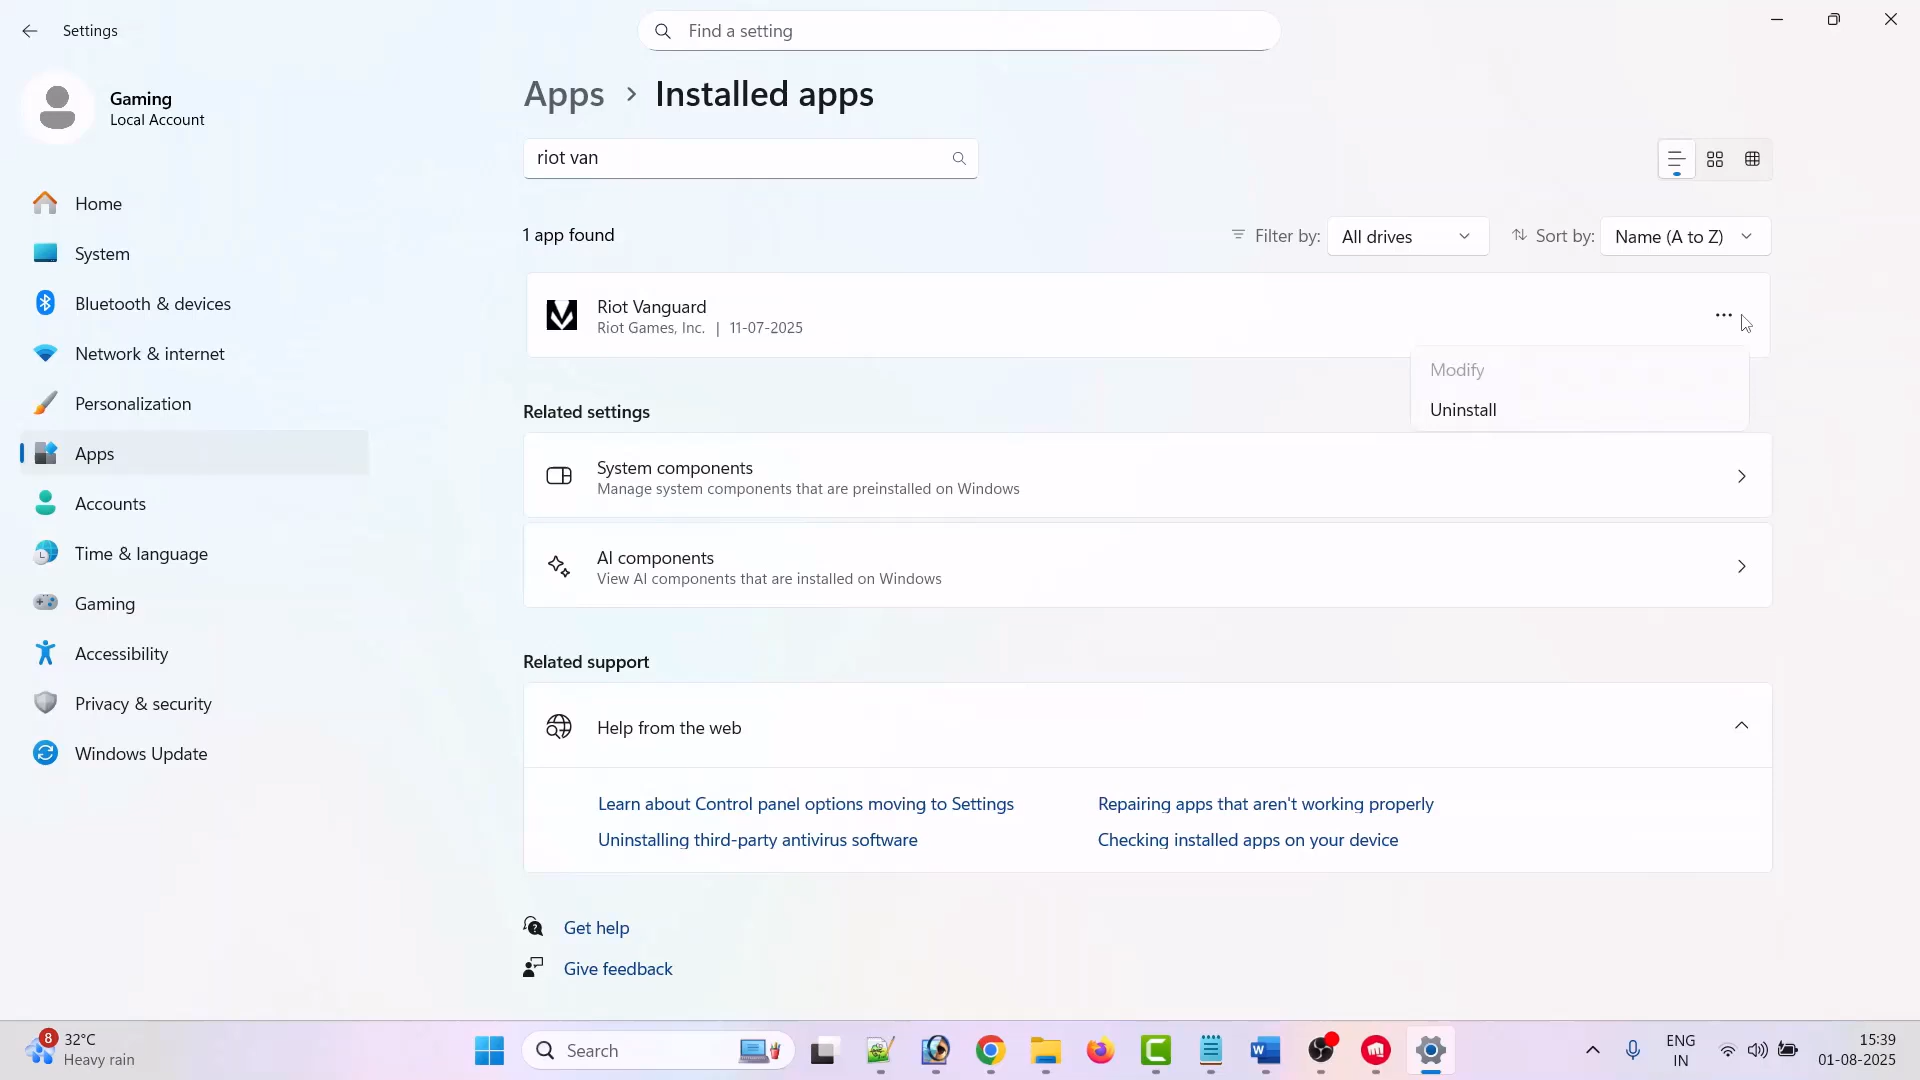 Settings
Find a setting
Gaming
Local Account
Home
System
Bluetooth & devices
Network & internet
Personalization
Apps
Accounts
Time & language
Gaming
Accessibility
Privacy & security
Windows Update
Apps > Installed apps
riot van
1 app found
Filter by: All drives
Sort by: Name (A to Z)
Riot Vanguard
Riot Games, Inc. | 11-07-2025
Modify
Uninstall
Related settings
System components
Manage system components that are preinstalled on Windows
AI components
View AI components that are installed on Windows
Related support
Help from the web
Learn about Control panel options moving to Settings
Repairing apps that aren't working properly
Uninstalling third-party antivirus software
Checking installed apps on your device
Get help
Give feedback
8
32°C
Heavy rain
Search
ENG
IN
15:39
01-08-2025